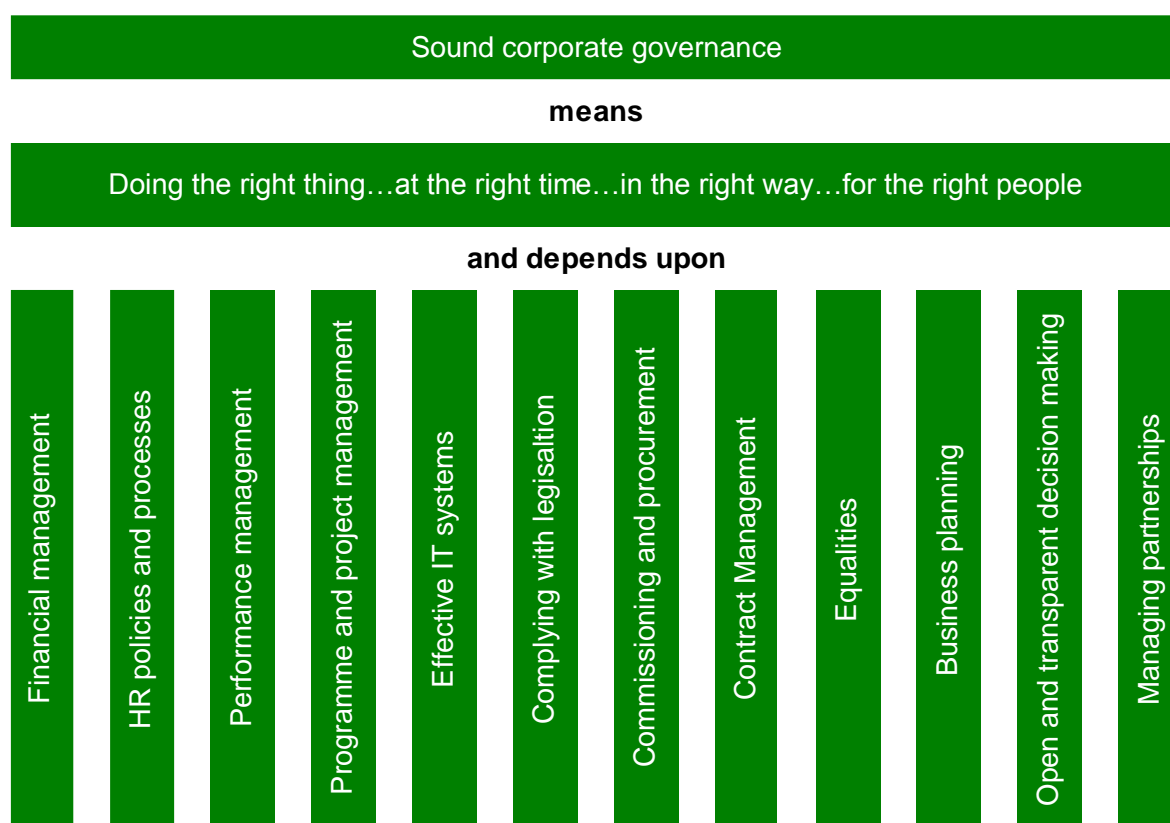 Sound corporate governance
means
Doing the right thing…at the right time…in the right way…for the right people
and depends upon
Financial management
HR policies and processes
Performance management
Programme and project management
Effective IT systems
Complying with legisaltion
Commissioning and procurement
Contract Management
Equalities
Business planning
Open and transparent decision making
Managing partnerships